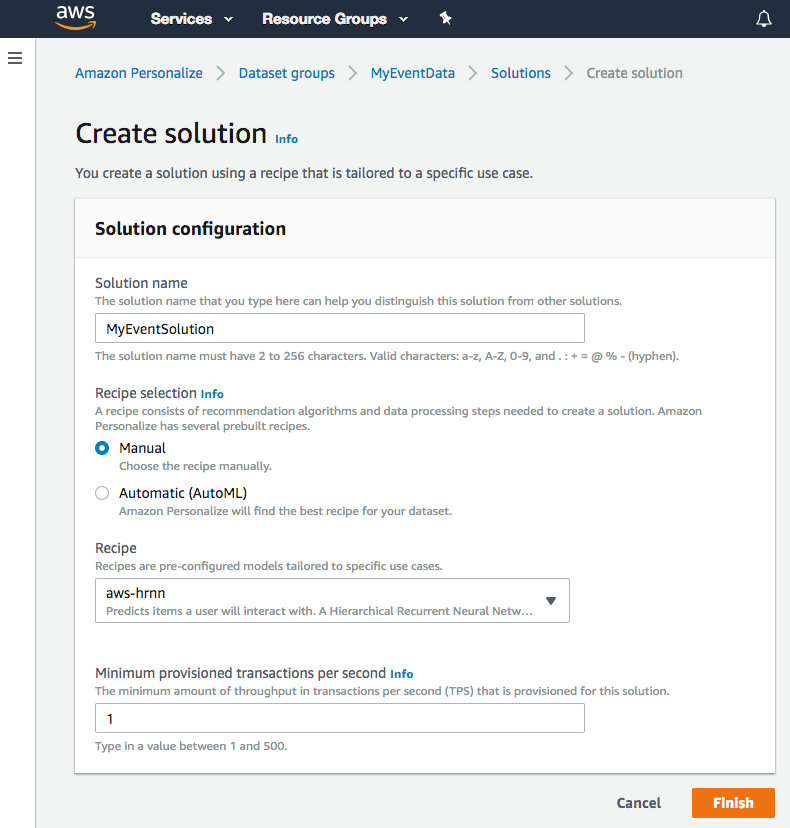 aws Services Resource Groups
Amazon Personalize > Dataset groups > MyEventData > Solutions > Create solution
Create solution Info
You create a solution using a recipe that is tailored to a specific use case.
Solution configuration
Solution name
The solution name that you type here can help you distinguish this solution from other solutions.
MyEventSolution
The solution name must have 2 to 256 characters. Valid characters: a-z, A-Z, 0-9, and . : + = @ % - (hyphen).
Recipe selection Info
A recipe consists of recommendation algorithms and data processing steps needed to create a solution. Amazon
Personalize has several prebuilt recipes.
Manual
Choose the recipe manually.
Automatic (AutoML)
Amazon Personalize will find the best recipe for your dataset.
Recipe
Recipes are pre-configured models tailored to specific use cases.
aws-hrnn
Predicts items a user will interact with. A Hierarchical Recurrent Neural Netw...
Minimum provisioned transactions per second Info
The minimum amount of throughput in transactions per second (TPS) that is provisioned for this solution.
1
Type in a value between 1 and 500.
Cancel Finish